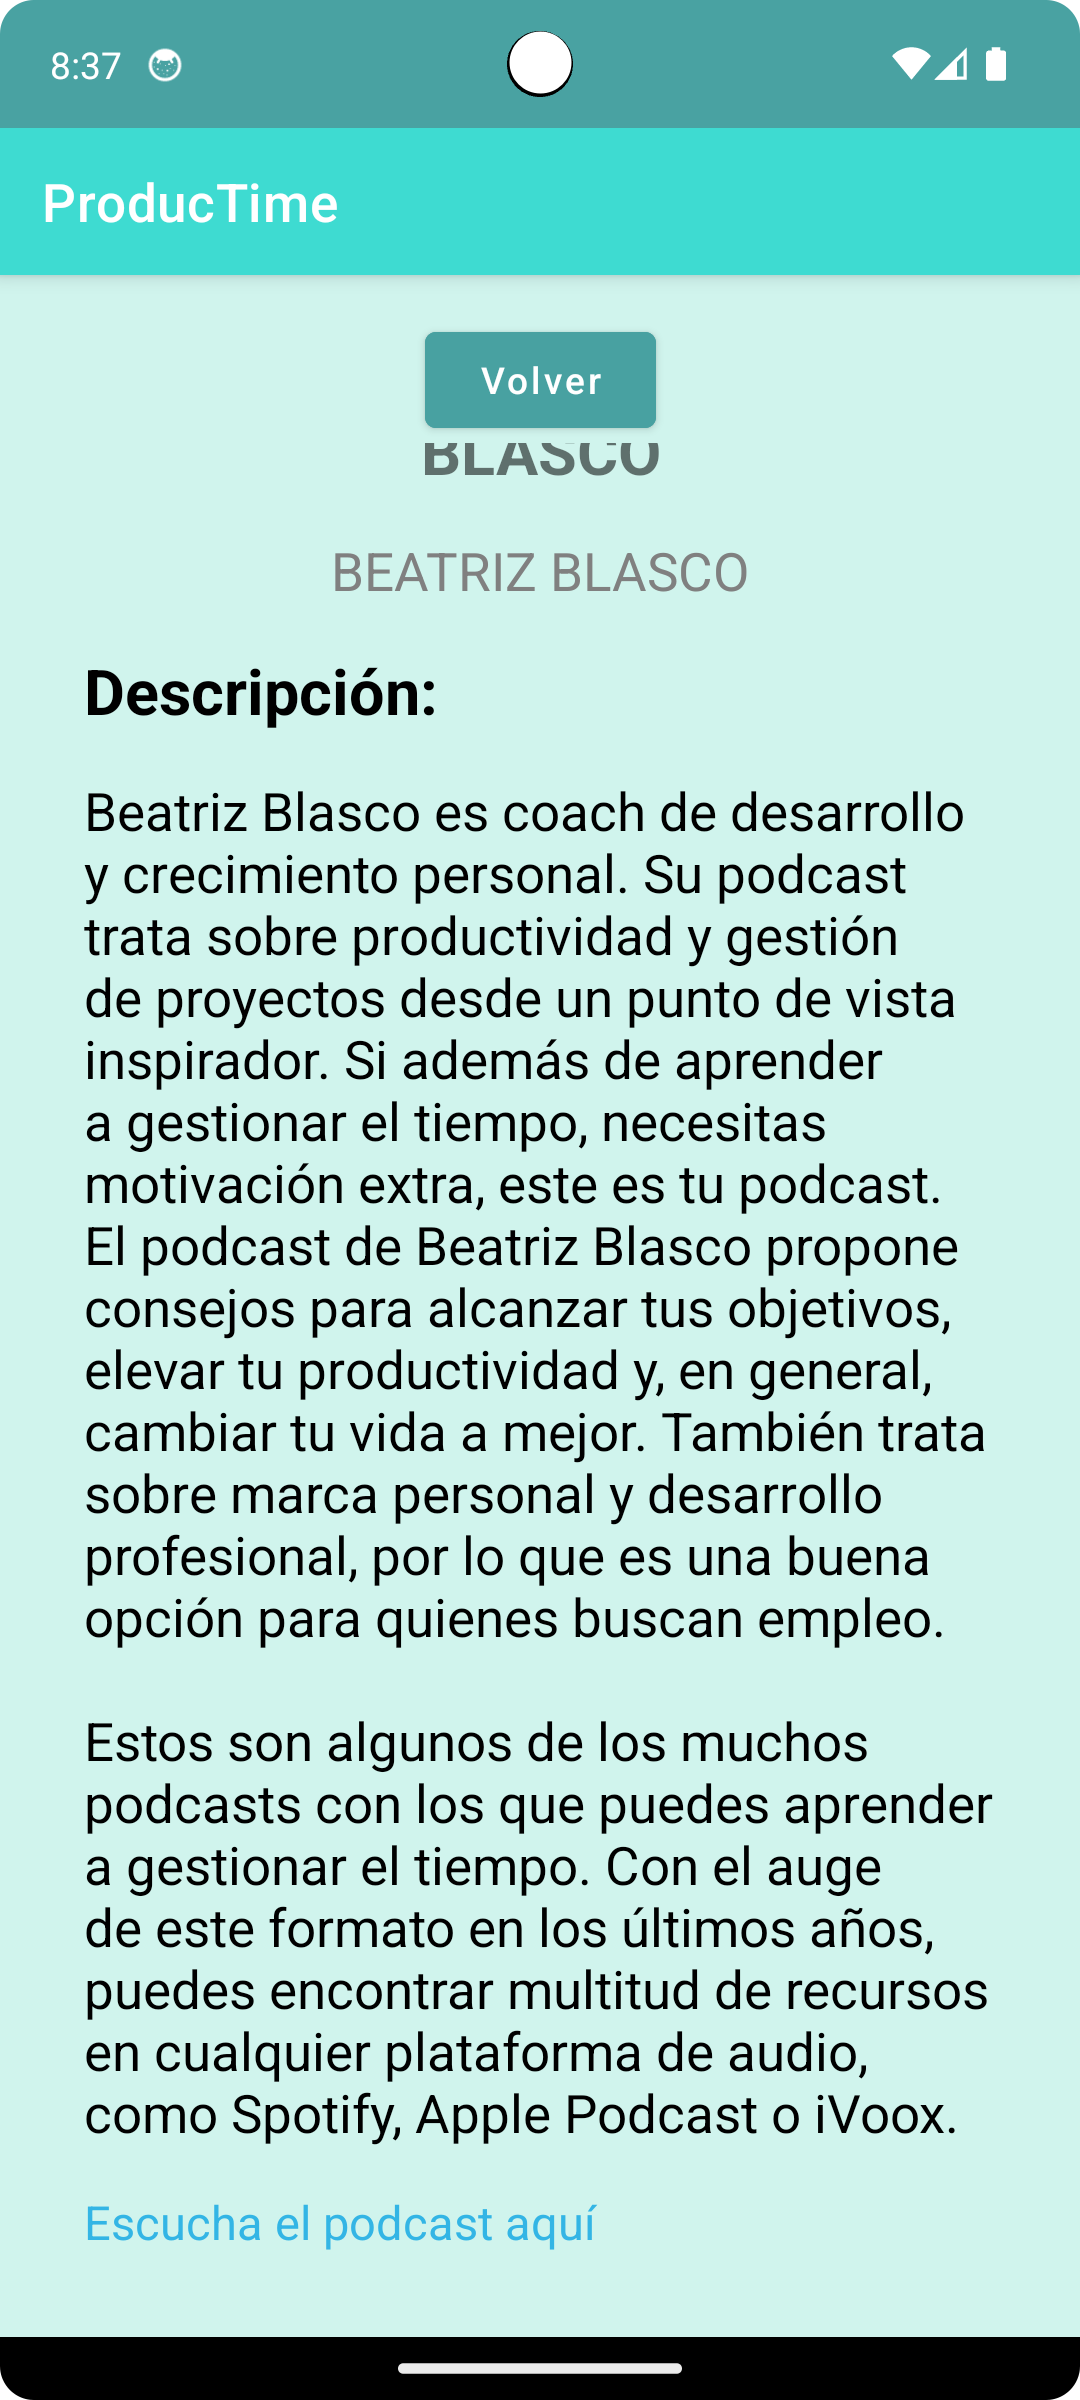 8:37
ProducTime
Volver
BLASCO
BEATRIZ BLASCO
Descripción:
Beatriz Blasco es coach de desarrollo
y crecimiento personal. Su podcast
trata sobre productividad y gestión
de proyectos desde un punto de vista
inspirador. Si además de aprender
a gestionar el tiempo, necesitas
motivación extra, este es tu podcast.
El podcast de Beatriz Blasco propone
consejos para alcanzar tus objetivos,
elevar tu productividad y, en general,
cambiar tu vida a mejor. También trata
sobre marca personal y desarrollo
profesional, por lo que es una buena
opción para quienes buscan empleo.
Estos son algunos de los muchos
podcasts con los que puedes aprender
a gestionar el tiempo. Con el auge
de este formato en los últimos años,
puedes encontrar multitud de recursos
en cualquier plataforma de audio,
como Spotify, Apple Podcast o iVoox.
Escucha el podcast aquí